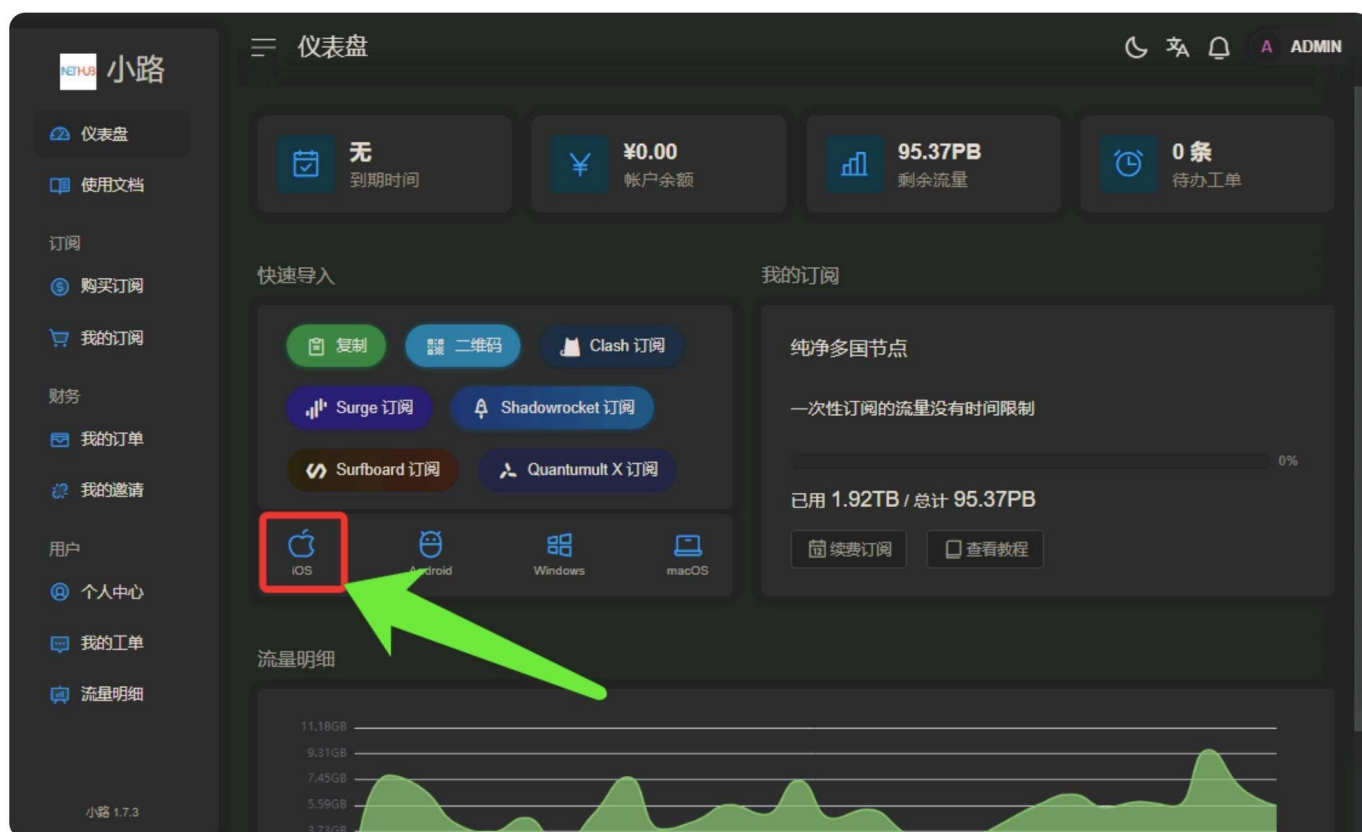 NETHUB 小路
仪表盘
ADMIN
A
仪表盘
使用文档
订阅
购买订阅
我的订阅
财务
我的订单
我的邀请
用户
个人中心
我的工单
流量明细
小路 1.7.3
无
到期时间
¥0.00
帐户余额
95.37PB
剩余流量
0 条
待办工单
快速导入
复制
二维码
Clash 订阅
Surge 订阅
Shadowrocket 订阅
Surfboard 订阅
Quantumult X 订阅
iOS
Android
Windows
macOS
我的订阅
纯净多国节点
一次性订阅的流量没有时间限制
0%
已用 1.92TB / 总计 95.37PB
12
续费订阅
查看教程
流量明细
11.18GB
9.31GB
7.45GB
5.59GB
3.73GB